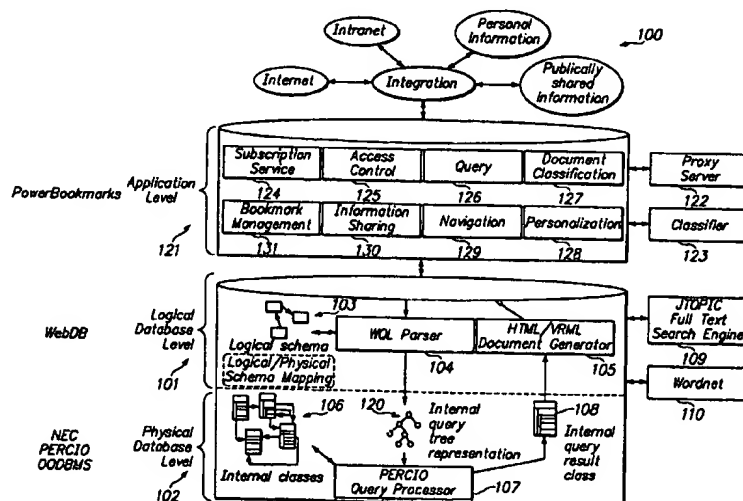 Intranet
Personal
Information
100
Internet
Integration
Publically
shared
information
PowerBookmarks
Application
Level
121
Subscription
Service
124
Access
Control
125
Query
126
Document
Classification
127
Proxy
Server
122
Bookmark
Management
131
Information
Sharing
130
Navigation
129
Personalization
128
Classifier
123
WebDB
Logical
Database
Level
101
103
Logical schema
Logical/Physical
Schema Mapping
WQL Parser
104
HTML/VRML
Document Generator
105
JTOPIC
Full Text
Search Engine
109
Wordnet
110
NEC
PERCIO
OODBMS
Physical
Database
Level
102
106
Internal classes
120
Internal
query
tree
representation
108
Internal
query
result
class
PERCIO
Query Processor
107